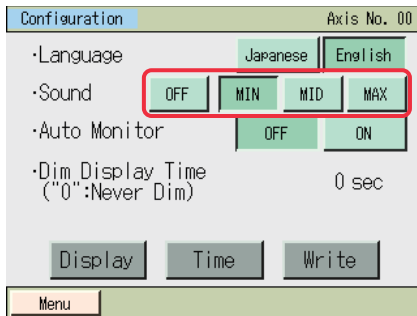 Configuration Axis No. 00
·Language Japanese English
·Sound OFF MIN MID MAX
·Auto Monitor OFF ON
·Dim Display Time
("0":Never Dim) 0 sec
Display Time Write
Menu